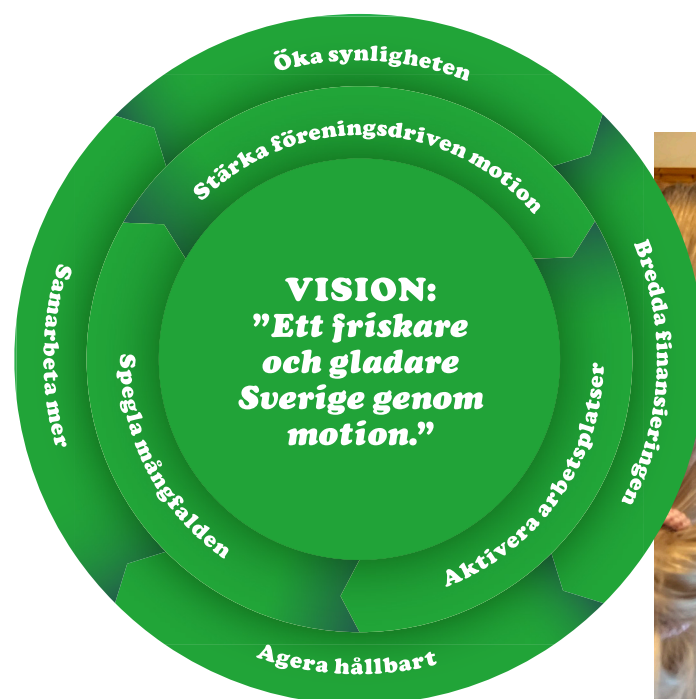 Öka synligheten
Stärka föreningsdriven motion
VISION:
”Ett friskare
och gladare
Sverige genom
motion.”
Bredda finansieringen
Aktivera arbetsplatser
Agera hållbart
Spegla mångfalden
Samarbeta mer